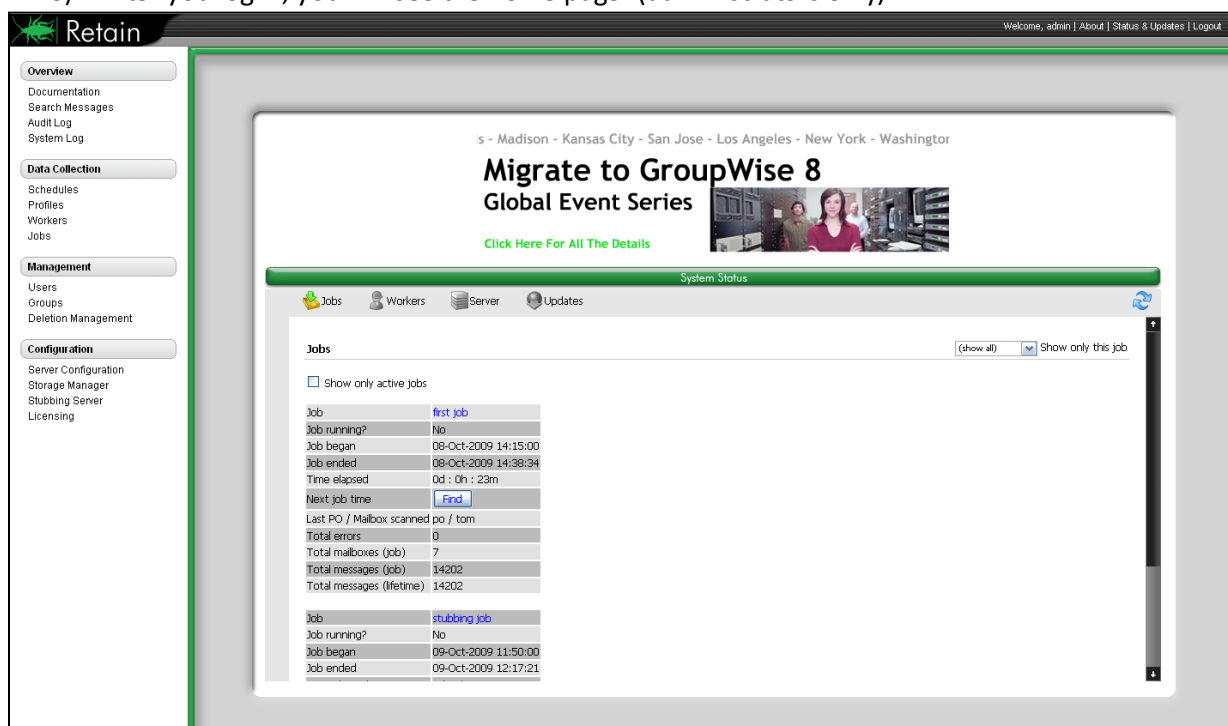 Retain
Welcome, admin | About | Status & Updates | Logout
Overview
Documentation
Search Messages
Audit Log
System Log
Data Collection
Schedules
Profiles
Workers
Jobs
Management
Users
Groups
Deletion Management
Configuration
Server Configuration
Storage Manager
Stubbing Server
Licensing
s - Madison - Kansas City - San Jose - Los Angeles - New York - Washington
Migrate to GroupWise 8
Global Event Series
Click Here For All The Details
System Status
Jobs Workers Server Updates
Jobs
(show all) Show only this job
Show only active jobs
Job first job
Job running? No
Job began 08-Oct-2009 14:15:00
Job ended 08-Oct-2009 14:38:34
Time elapsed 0d : 0h : 23m
Next job time Find
Last PO / Mailbox scanned po / tom
Total errors 0
Total mailboxes (job) 7
Total messages (job) 14202
Total messages (lifetime) 14202
Job stubbing job
Job running? No
Job began 09-Oct-2009 11:50:00
Job ended 09-Oct-2009 12:17:21